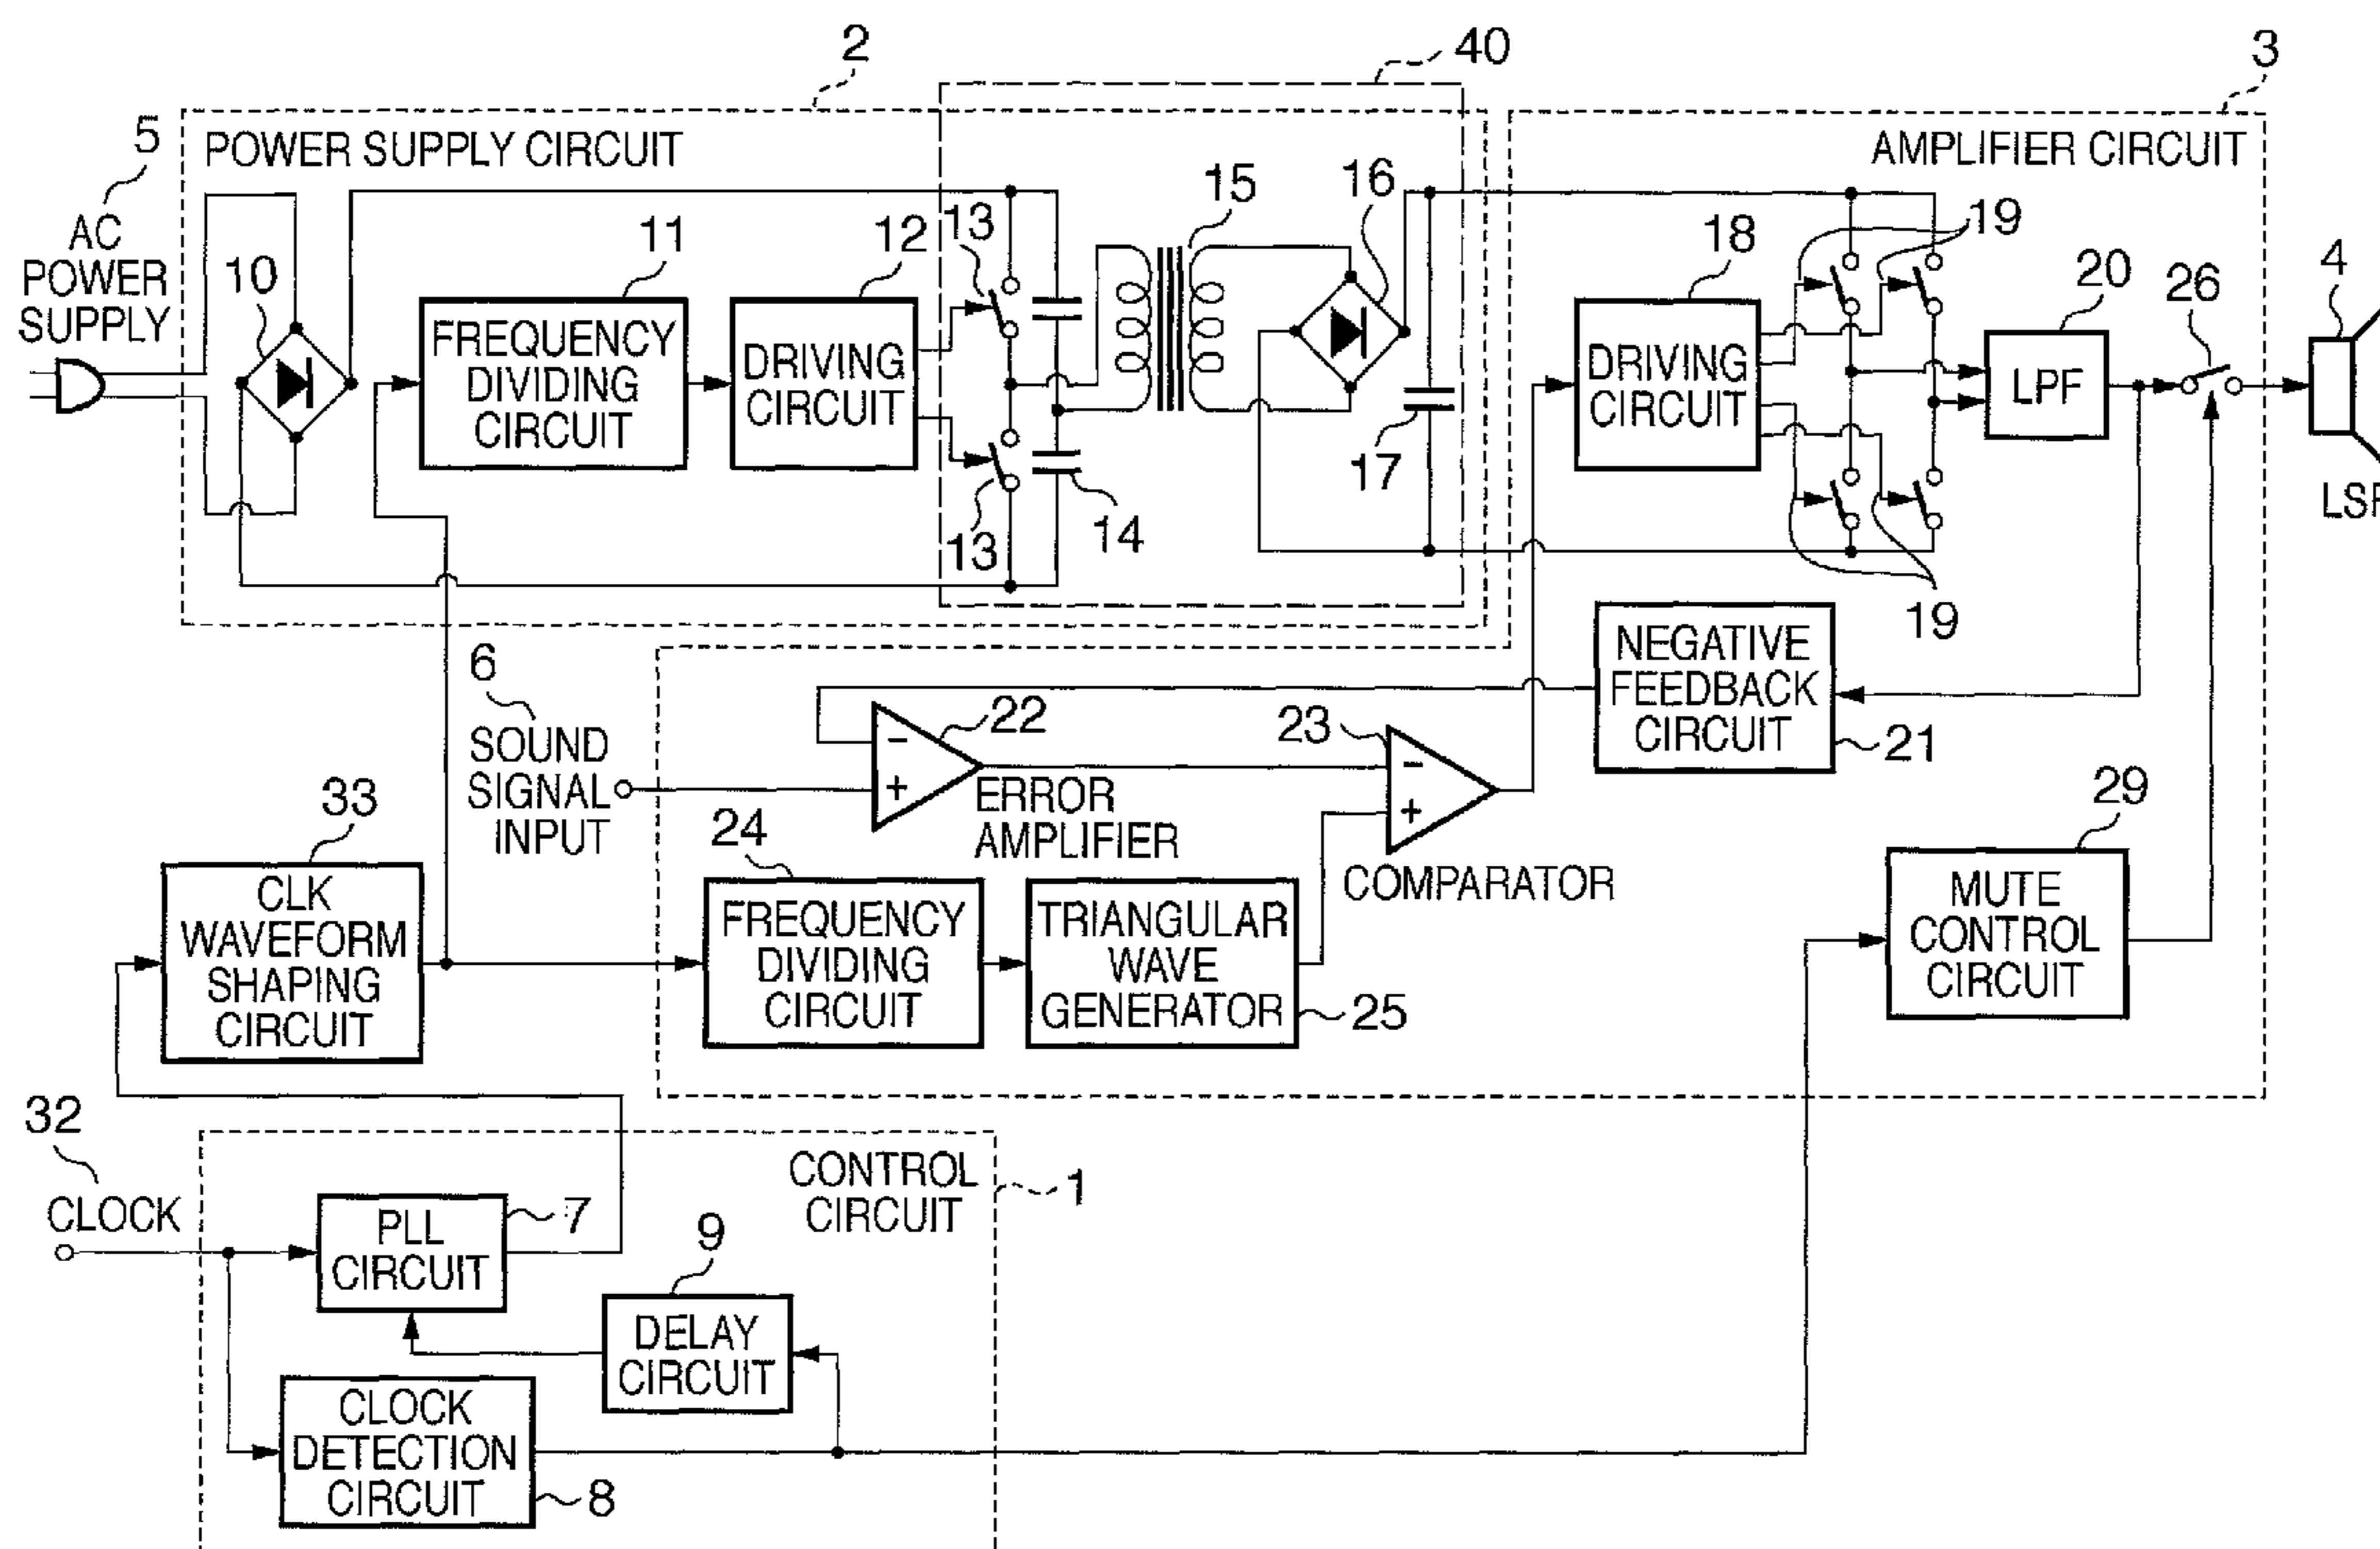 2
40
3
5
POWER SUPPLY CIRCUIT
AMPLIFIER CIRCUIT
AC
POWER
SUPPLY
10
11
12
13
15
16
18
19
20
26
4
FREQUENCY
DIVIDING
CIRCUIT
DRIVING
CIRCUIT
DRIVING
CIRCUIT
LPF
17
13
14
19
6
SOUND
SIGNAL
INPUT
-
+
22
ERROR
AMPLIFIER
23
-
+
COMPARATOR
NEGATIVE
FEEDBACK
CIRCUIT
21
33
CLK
WAVEFORM
SHAPING
CIRCUIT
24
FREQUENCY
DIVIDING
CIRCUIT
TRIANGULAR
WAVE
GENERATOR
25
29
MUTE
CONTROL
CIRCUIT
32
CLOCK
CONTROL
CIRCUIT
1
PLL
CIRCUIT
7
9
DELAY
CIRCUIT
CLOCK
DETECTION
CIRCUIT
8